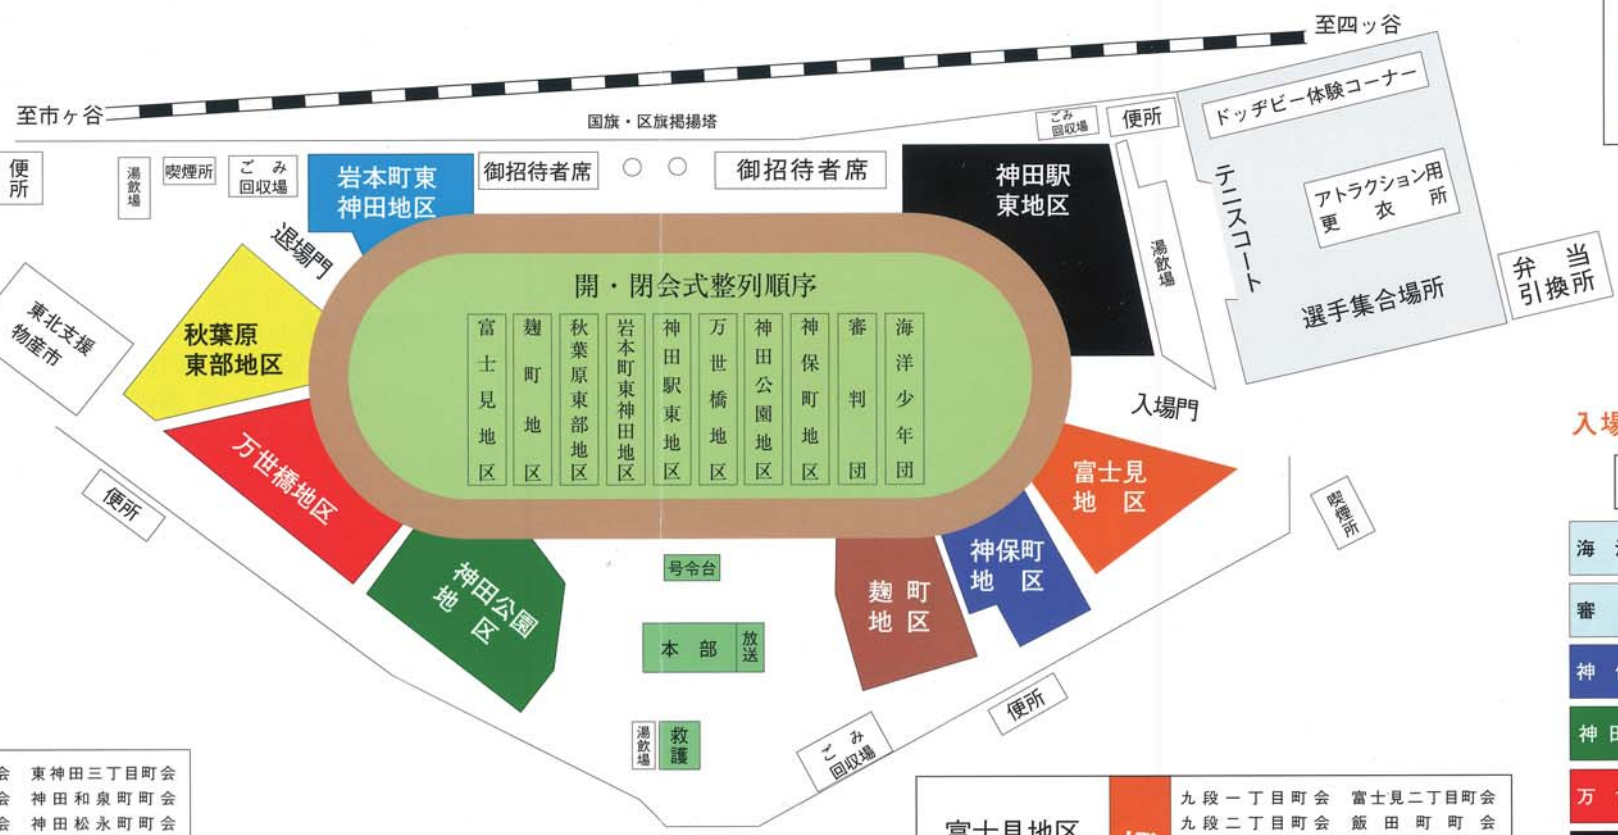 至四ッ谷
至市ヶ谷
国旗・区旗掲揚塔
ごみ
回収場
便所
ドッヂビー体験コーナー
便所
湯飲場
喫煙所
ごみ
回収場
岩本町東
神田地区
御招待者席
御招待者席
神田駅
東地区
テニスコート
アトラクション用
更衣所
退場門
湯飲場
弁当
引換所
選手集合場所
東北支援
物産市
秋葉原
東部地区
開・閉会式整列順序
富士見地区
麹町地区
秋葉原東部地区
岩本町東神田地区
神田駅東地区
万世橋地区
神田公園地区
神保町地区
審判団
海洋少年団
入場門
入場
万世橋地区
富士見
地区
便所
喫煙所
神田公園
地区
号令台
麹町
地区
神保町
地区
本部
放送
便所
湯飲場
救護
ごみ
回収場
海
審
神
神田
万
会 東神田三丁目町会
会 神田和泉町町会
会 神田松永町町会
富士見地区
九段一丁目町会 富士見二丁目町会
九段二丁目町会 飯田町町会